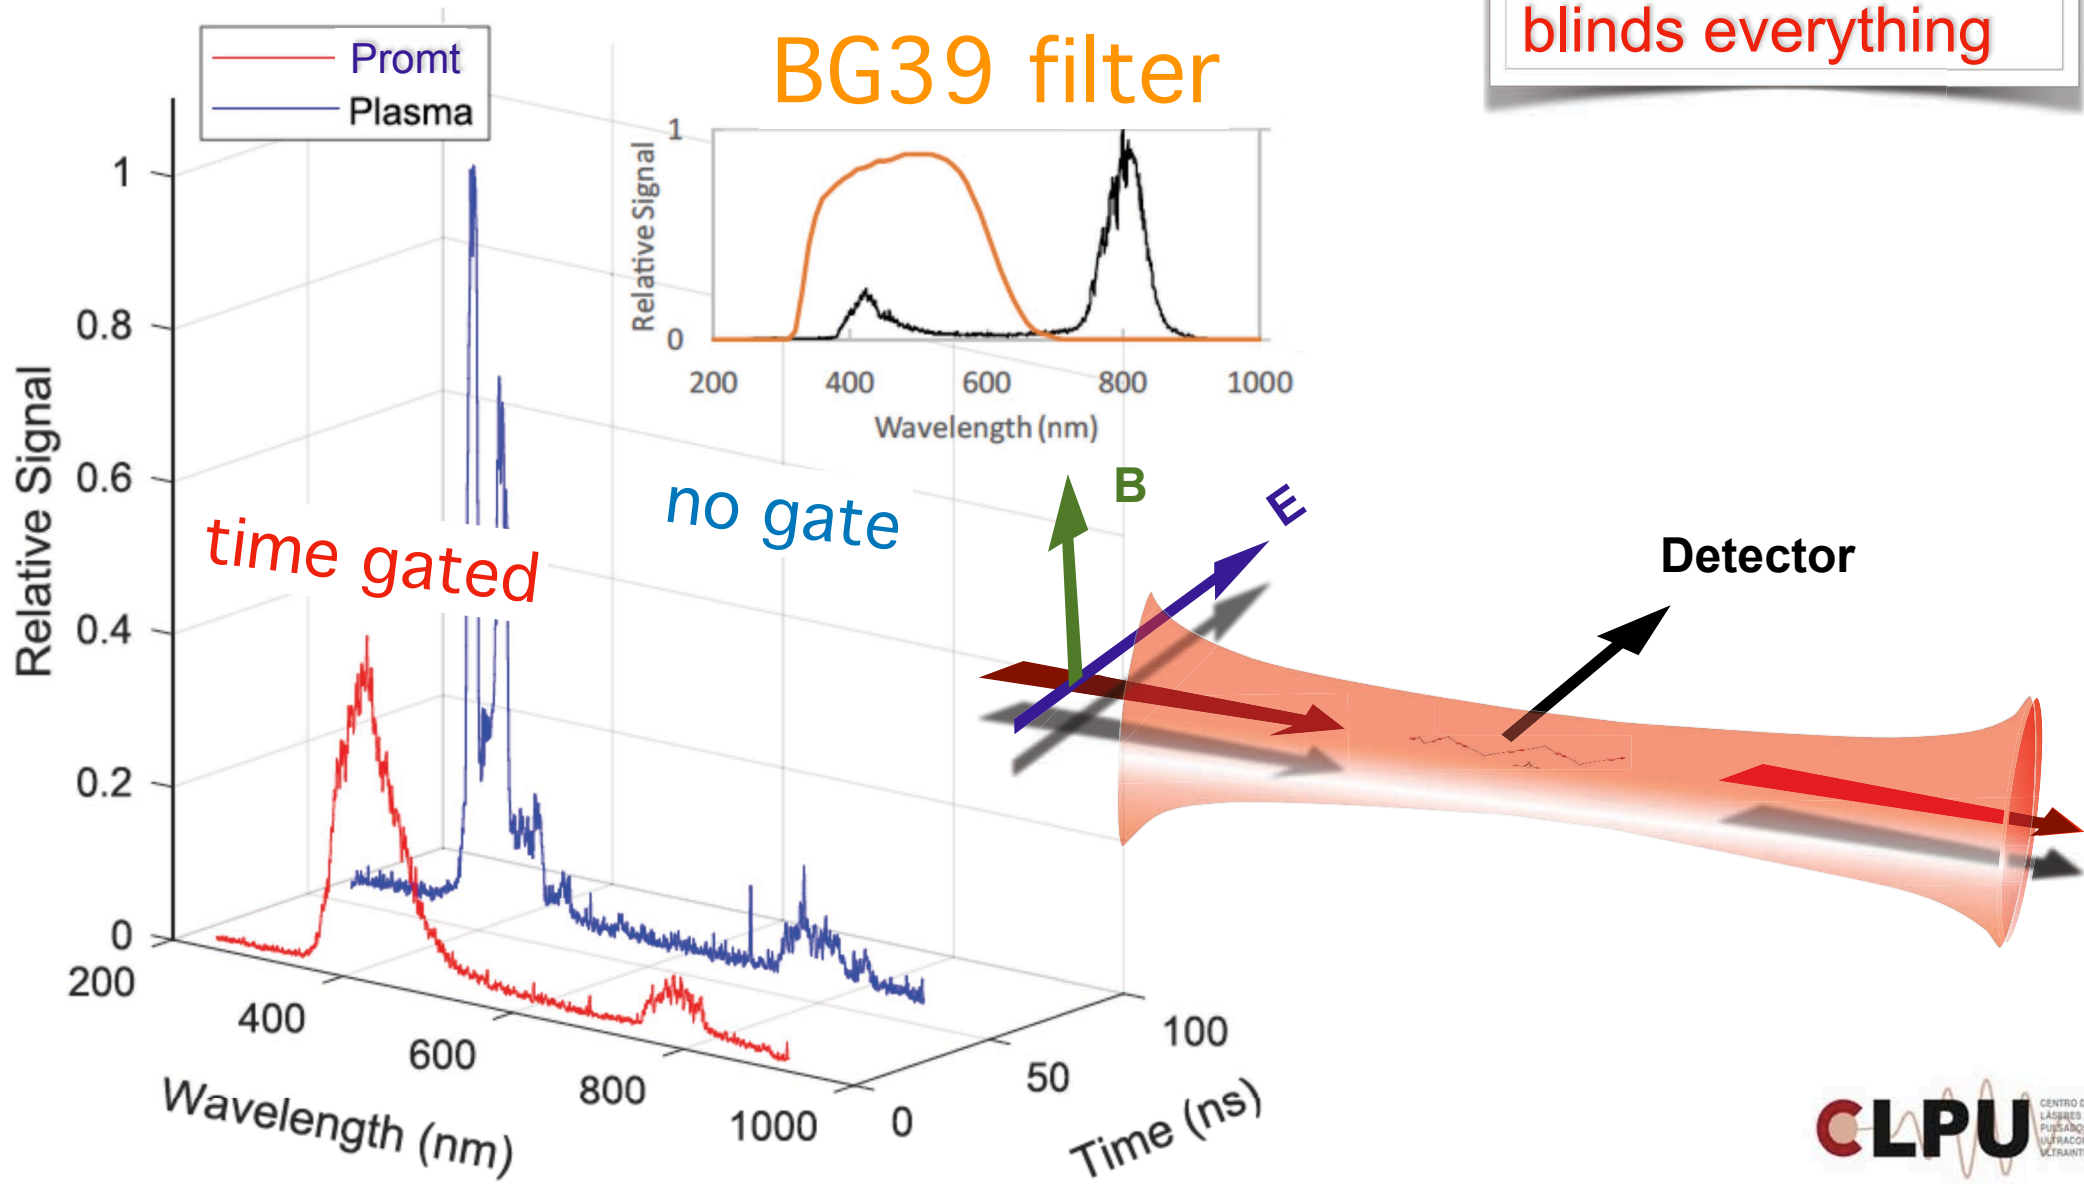 blinds everything
Promt
Plasma
BG39 filter
1
0
Relative Signal
200 400 600 800 1000
Wavelength (nm)
1
0.8
0.6
0.4
0.2
0
Relative Signal
time gated
no gate
200
400
600
800
1000
Wavelength (nm)
0
50
100
Time (ns)
B
E
Detector
CLPU